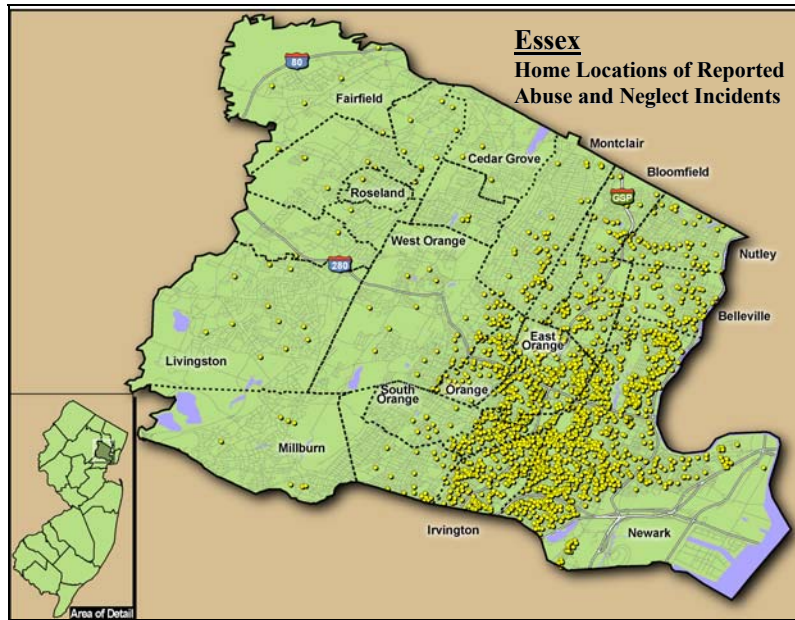 Essex
Home Locations of Reported
Abuse and Neglect Incidents
80
Fairfield
Montclair
Cedar Grove
Bloomfield
Roseland
GSP
West Orange
Nutley
280
Belleville
East
Orange
Livingston
South
Orange
Orange
Millburn
Irvington
Newark
Area of Detail